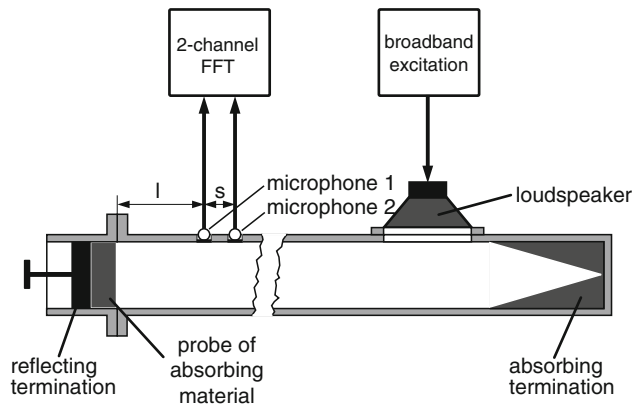 2-channel
FFT
broadband
excitation
l
s
microphone 1
microphone 2
loudspeaker
reflecting
termination
probe of
absorbing
material
absorbing
termination